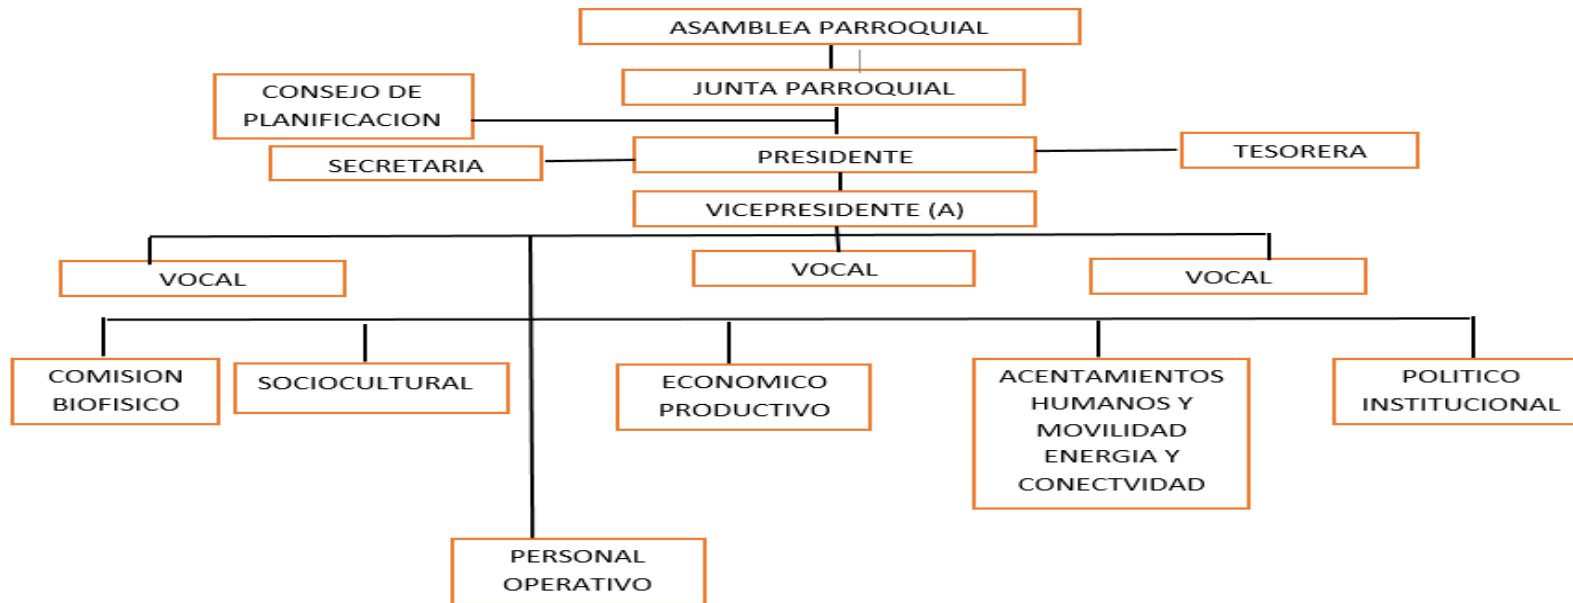 ASAMBLEA PARROQUIAL
JUNTA PARROQUIAL
CONSEJO DE
PLANIFICACION
PRESIDENTE
SECRETARIA
TESORERA
VICEPRESIDENTE (A)
VOCAL
VOCAL
VOCAL
COMISION
BIOFISICO
SOCIOCULTURAL
ECONOMICO
PRODUCTIVO
ACENTAMIENTOS
HUMANOS Y
MOVILIDAD
ENERGIA Y
CONECTVIDAD
POLITICO
INSTITUCIONAL
PERSONAL
OPERATIVO